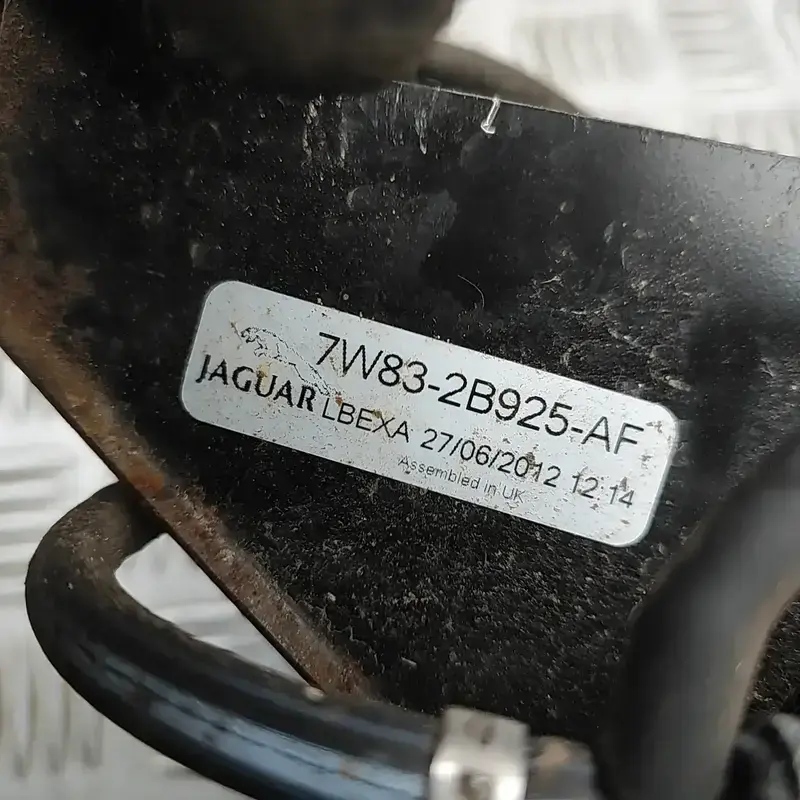 7W83-2B925-AF
JAGUAR LBEXA 27/06/2012 12:14
Assembled in UK